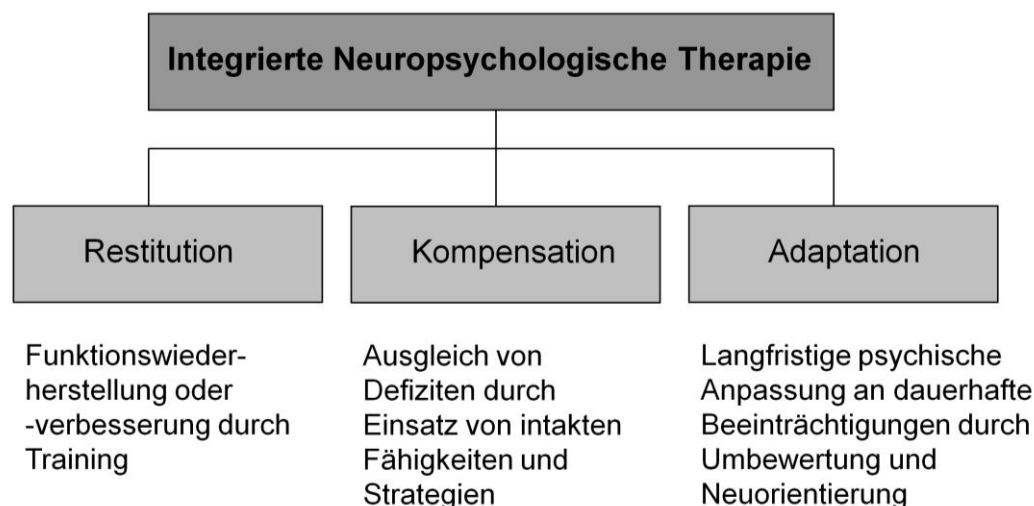 Integrierte Neuropsychologische Therapie
Restitution
Kompensation
Adaptation
Funktionswieder-
herstellung oder
-verbesserung durch
Training
Ausgleich von
Defiziten durch
Einsatz von intakten
Fähigkeiten und
Strategien
Langfristige psychische
Anpassung an dauerhafte
Beeinträchtigungen durch
Umbewertung und
Neuorientierung